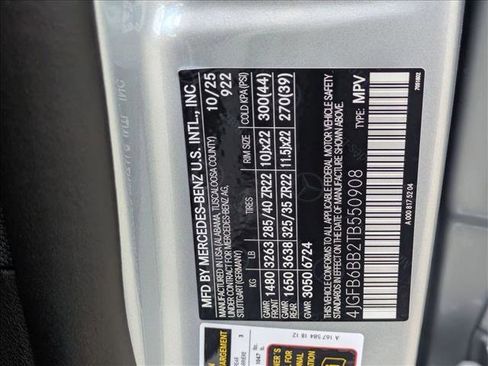 MFD BY MERCEDES-BENZ U.S. INTL., INC 10/25
MADE IN USA (ALABAMA, TUSCALOOSA COUNTY) 922
UNDER CONTRACT FOR MERCEDES-BENZ AG,
STUTTGART (GERMANY)
KG LB TIRES COLD KPA (PSI)
GAWR FRONT 1480 3263 285/40 ZR22 10Jx22 300(44)
GAWR REAR 1650 3638 325/35 ZR22 11.5Jx22 270(39)
GVWR 3050 6724
THIS VEHICLE CONFORMS TO ALL APPLICABLE FEDERAL MOTOR VEHICLE SAFETY
STANDARDS IN EFFECT ON THE DATE OF MANUFACTURE SHOWN ABOVE.
4JGFB6BB2TB550908 TYPE: MPV
A 000 817 52 04
A 167 584 18 12